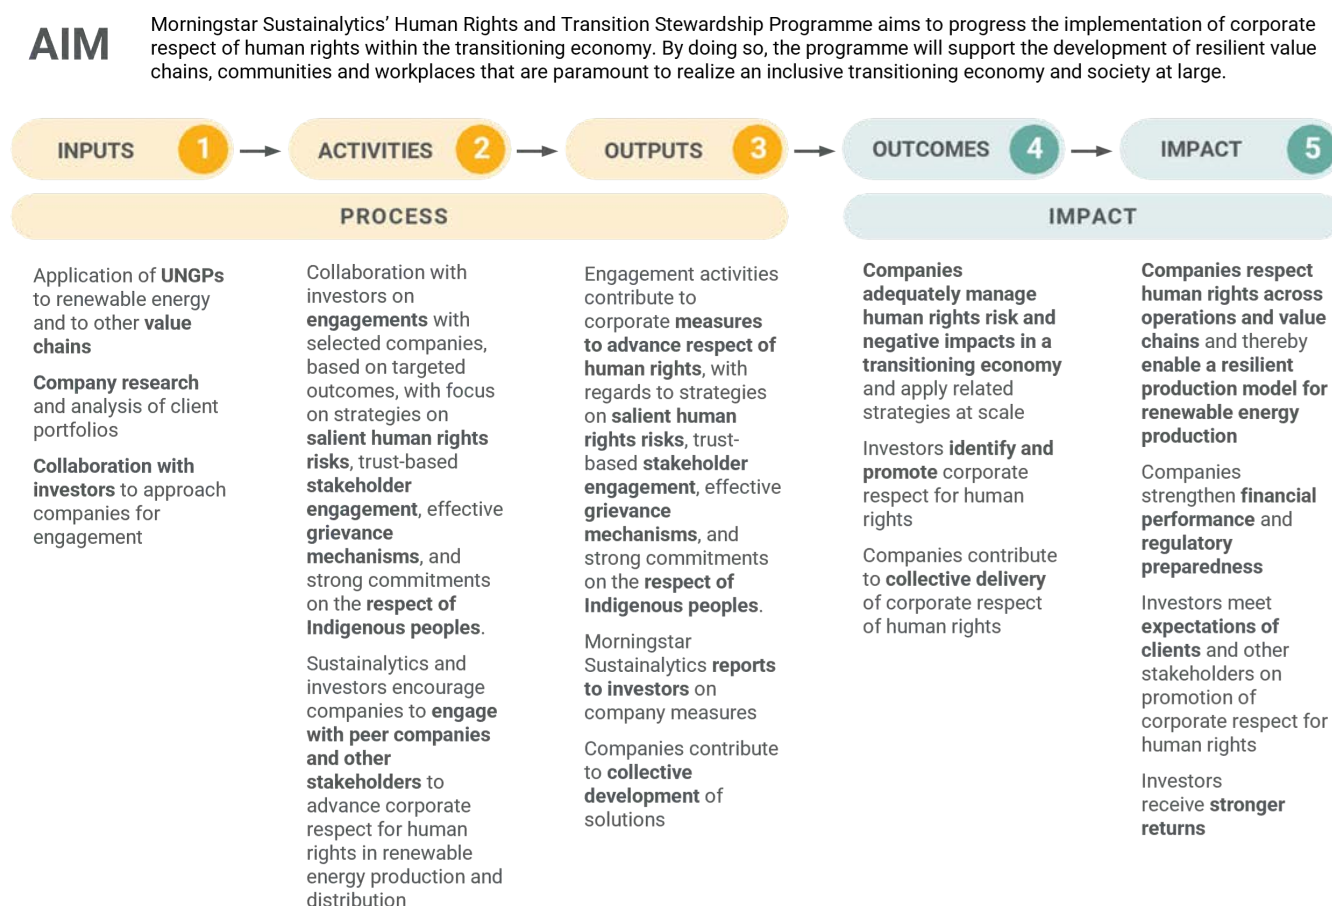 AIM
Morningstar Sustainalytics’ Human Rights and Transition Stewardship Programme aims to progress the implementation of corporate
respect of human rights within the transitioning economy. By doing so, the programme will support the development of resilient value
chains, communities and workplaces that are paramount to realize an inclusive transitioning economy and society at large.
INPUTS 1
ACTIVITIES 2
OUTPUTS 3
OUTCOMES 4
IMPACT 5
PROCESS
IMPACT
Application of UNGPs
to renewable energy
and to other value
chains
Company research
and analysis of client
portfolios
Collaboration with
investors to approach
companies for
engagement
Collaboration with
investors on
engagements with
selected companies,
based on targeted
outcomes, with focus
on strategies on
salient human rights
risks, trust-based
stakeholder
engagement, effective
grievance
mechanisms, and
strong commitments
on the respect of
Indigenous peoples.
Sustainalytics and
investors encourage
companies to engage
with peer companies
and other
stakeholders to
advance corporate
respect for human
rights in renewable
energy production and
distribution
Engagement activities
contribute to
corporate measures
to advance respect of
human rights, with
regards to strategies
on salient human
rights risks, trust-
based stakeholder
engagement, effective
grievance
mechanisms, and
strong commitments
on the respect of
Indigenous peoples.
Morningstar
Sustainalytics reports
to investors on
company measures
Companies contribute
to collective
development of
solutions
Companies
adequately manage
human rights risk and
negative impacts in a
transitioning economy
and apply related
strategies at scale
Investors identify and
promote corporate
respect for human
rights
Companies contribute
to collective delivery
of corporate respect
of human rights
Companies respect
human rights across
operations and value
chains and thereby
enable a resilient
production model for
renewable energy
production
Companies
strengthen financial
performance and
regulatory
preparedness
Investors meet
expectations of
clients and other
stakeholders on
promotion of
corporate respect for
human rights
Investors
receive stronger
returns